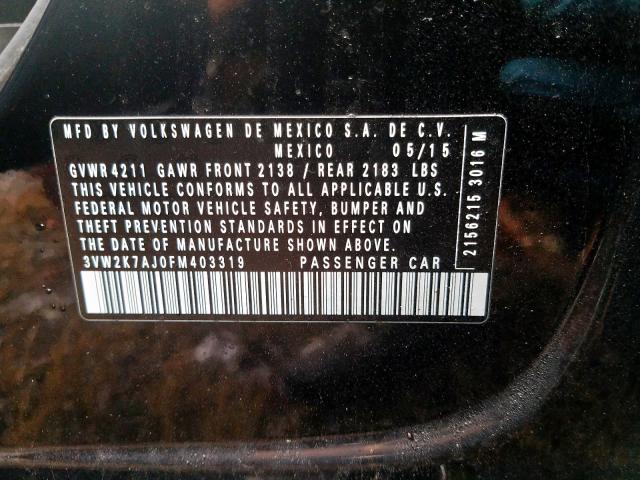 MFD BY VOLKSWAGEN DE MEXICO S.A. DE C.V.
MEXICO 05/15
GVWR 4211 GAWR FRONT 2138 / REAR 2183 LBS
THIS VEHICLE CONFORMS TO ALL APPLICABLE U.S.
FEDERAL MOTOR VEHICLE SAFETY, BUMPER AND
THEFT PREVENTION STANDARDS IN EFFECT ON
THE DATE OF MANUFACTURE SHOWN ABOVE.
3VW2K7AJ0FM403319 PASSENGER CAR
2156215 3016 M